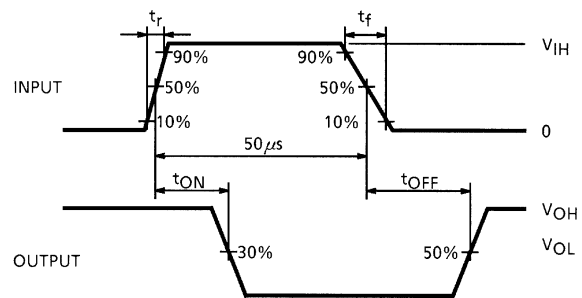 tr tf
90% 90% VIH
INPUT 50% 50%
10% 10% 0
50μs
tON tOFF
VOH
30% 50% VOL
OUTPUT